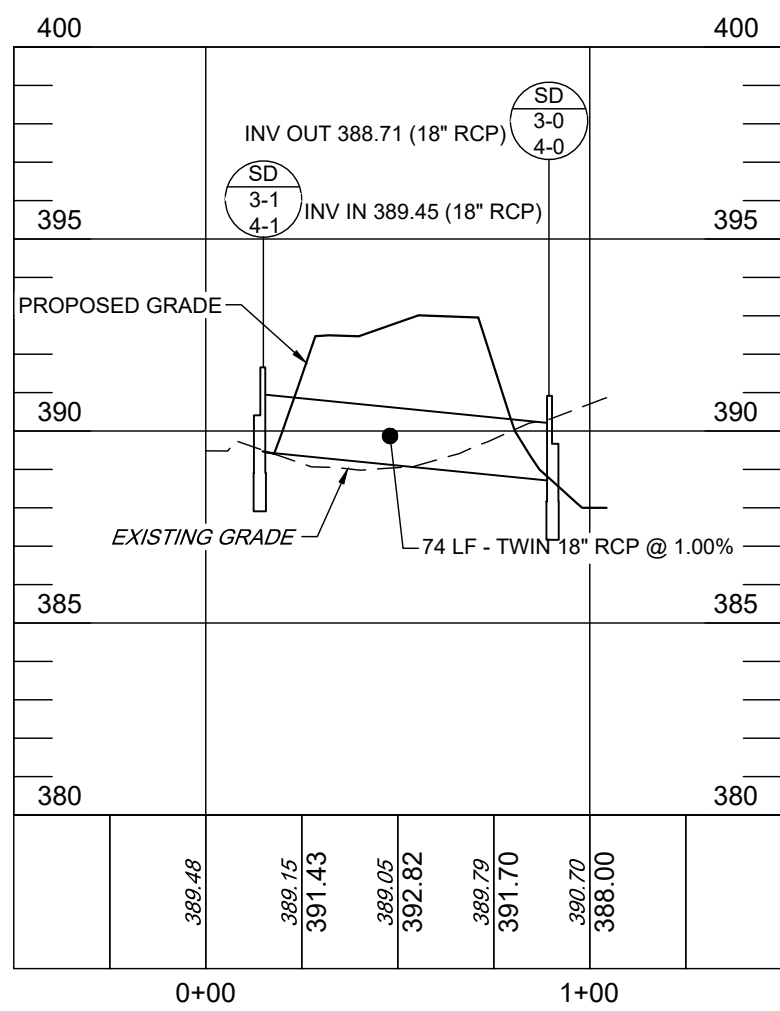 400 400
SD
3-0
4-0
INV OUT 388.71 (18" RCP)
SD
3-1
4-1
INV IN 389.45 (18" RCP)
395 395
PROPOSED GRADE
390 390
EXISTING GRADE
74 LF - TWIN 18" RCP @ 1.00%
385 385
380 380
389.48
389.15
391.43
389.05
392.82
389.79
391.70
390.70
388.00
0+00 1+00